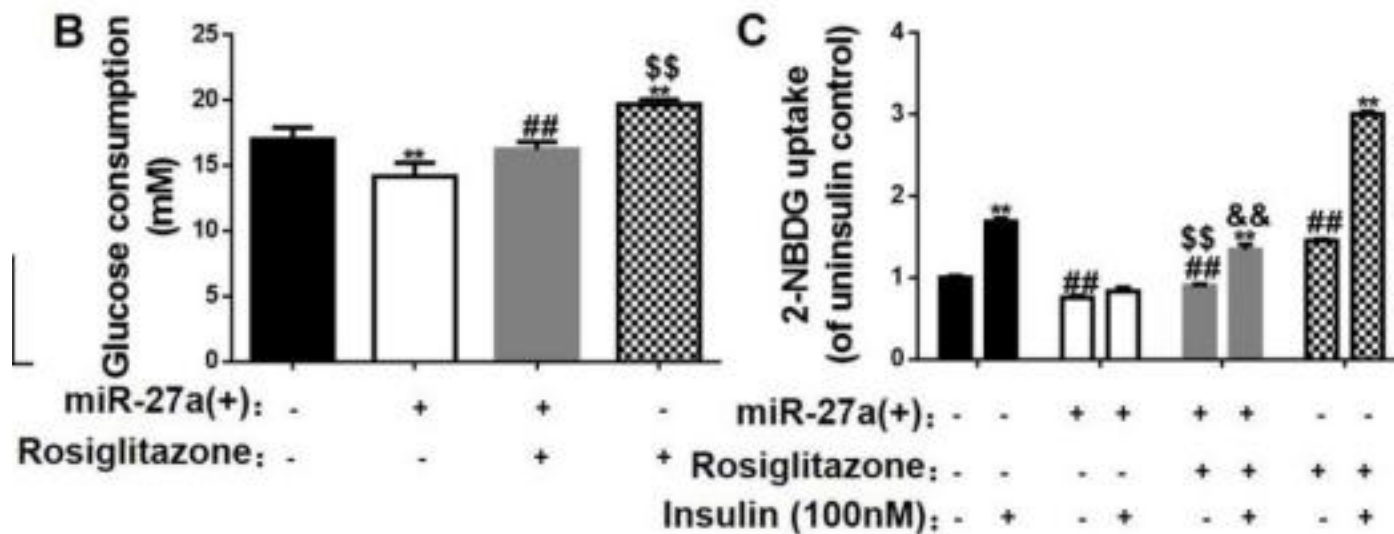 B
Glucose consumption
(mM)
25
20
15
10
5
0
**
##
$$
**
miR-27a(+): - + + -
Rosiglitazone: - - + +
C
2-NBDG uptake
(of uninsulin control)
4
3
2
1
0
**
##
$$
##
&&
**
##
**
miR-27a(+): - - + + + + - -
Rosiglitazone: - - - - + + + +
Insulin (100nM): - + - + - + - +